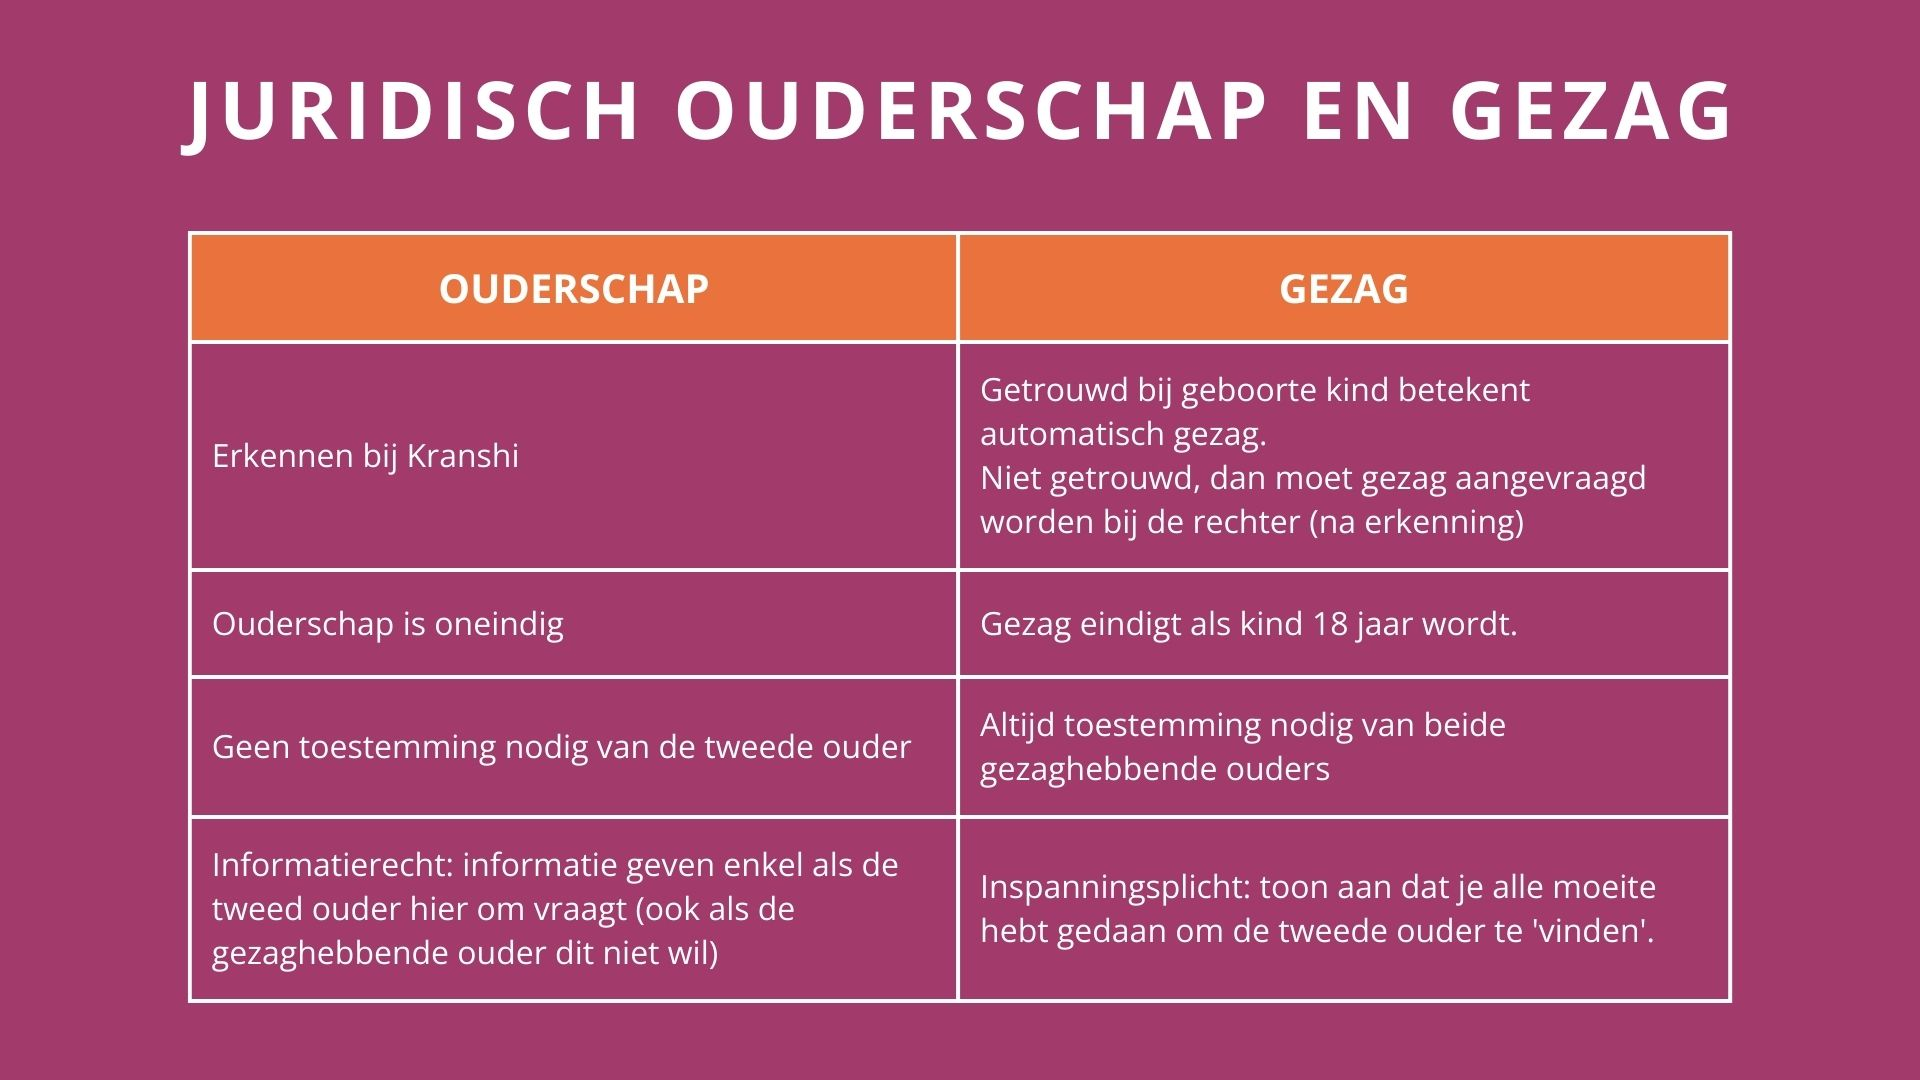 JURIDISCH OUDERSCHAP EN GEZAG
OUDERSCHAP
GEZAG
Erkennen bij Kranshi
Getrouwd bij geboorte kind betekent
automatisch gezag.
Niet getrouwd, dan moet gezag aangevraagd
worden bij de rechter (na erkenning)
Ouderschap is oneindig
Gezag eindigt als kind 18 jaar wordt.
Geen toestemming nodig van de tweede ouder
Altijd toestemming nodig van beide
gezaghebbende ouders
Informatierecht: informatie geven enkel als de
tweed ouder hier om vraagt (ook als de
gezaghebbende ouder dit niet wil)
Inspanningsplicht: toon aan dat je alle moeite
hebt gedaan om de tweede ouder te 'vinden'.